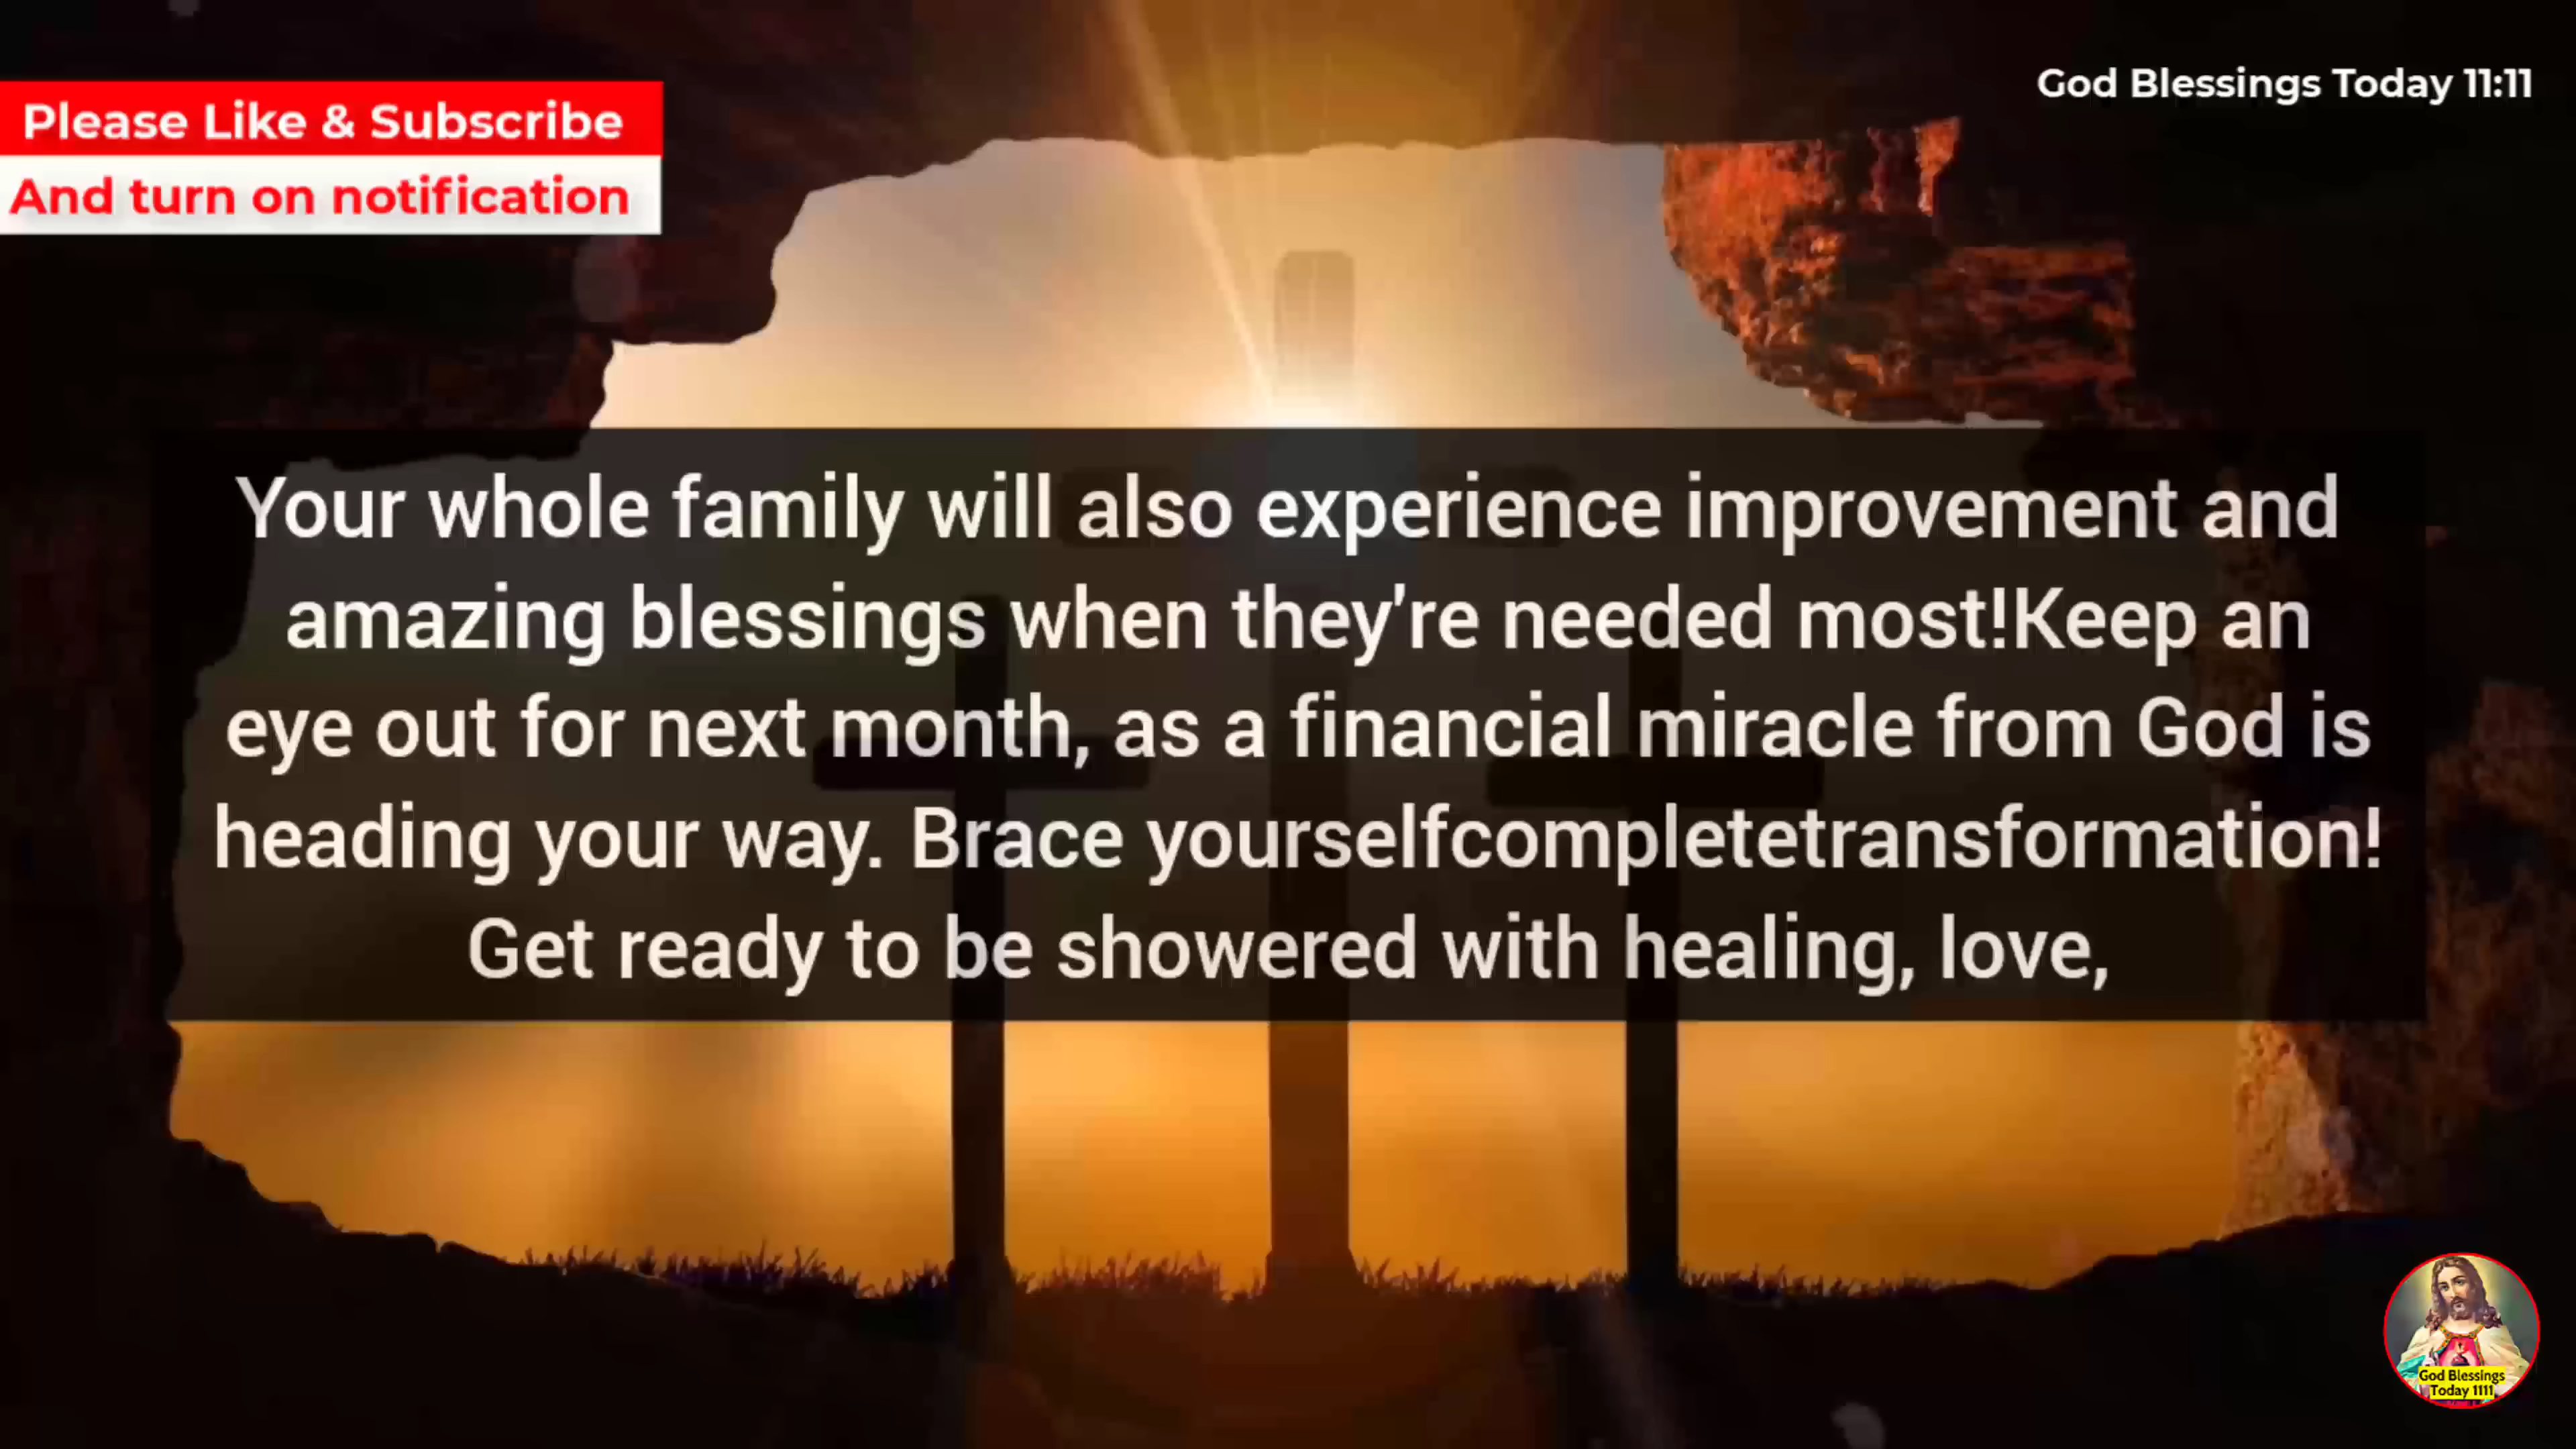 Please Like & Subscribe
And turn on notification
God Blessings Today 11:11
Your whole family will also experience improvement and
amazing blessings when they're needed most!Keep an
eye out for next month, as a financial miracle from God is
heading your way. Brace yourselfcompletetransformation!
Get ready to be showered with healing, love,
God Blessings
Today 1111